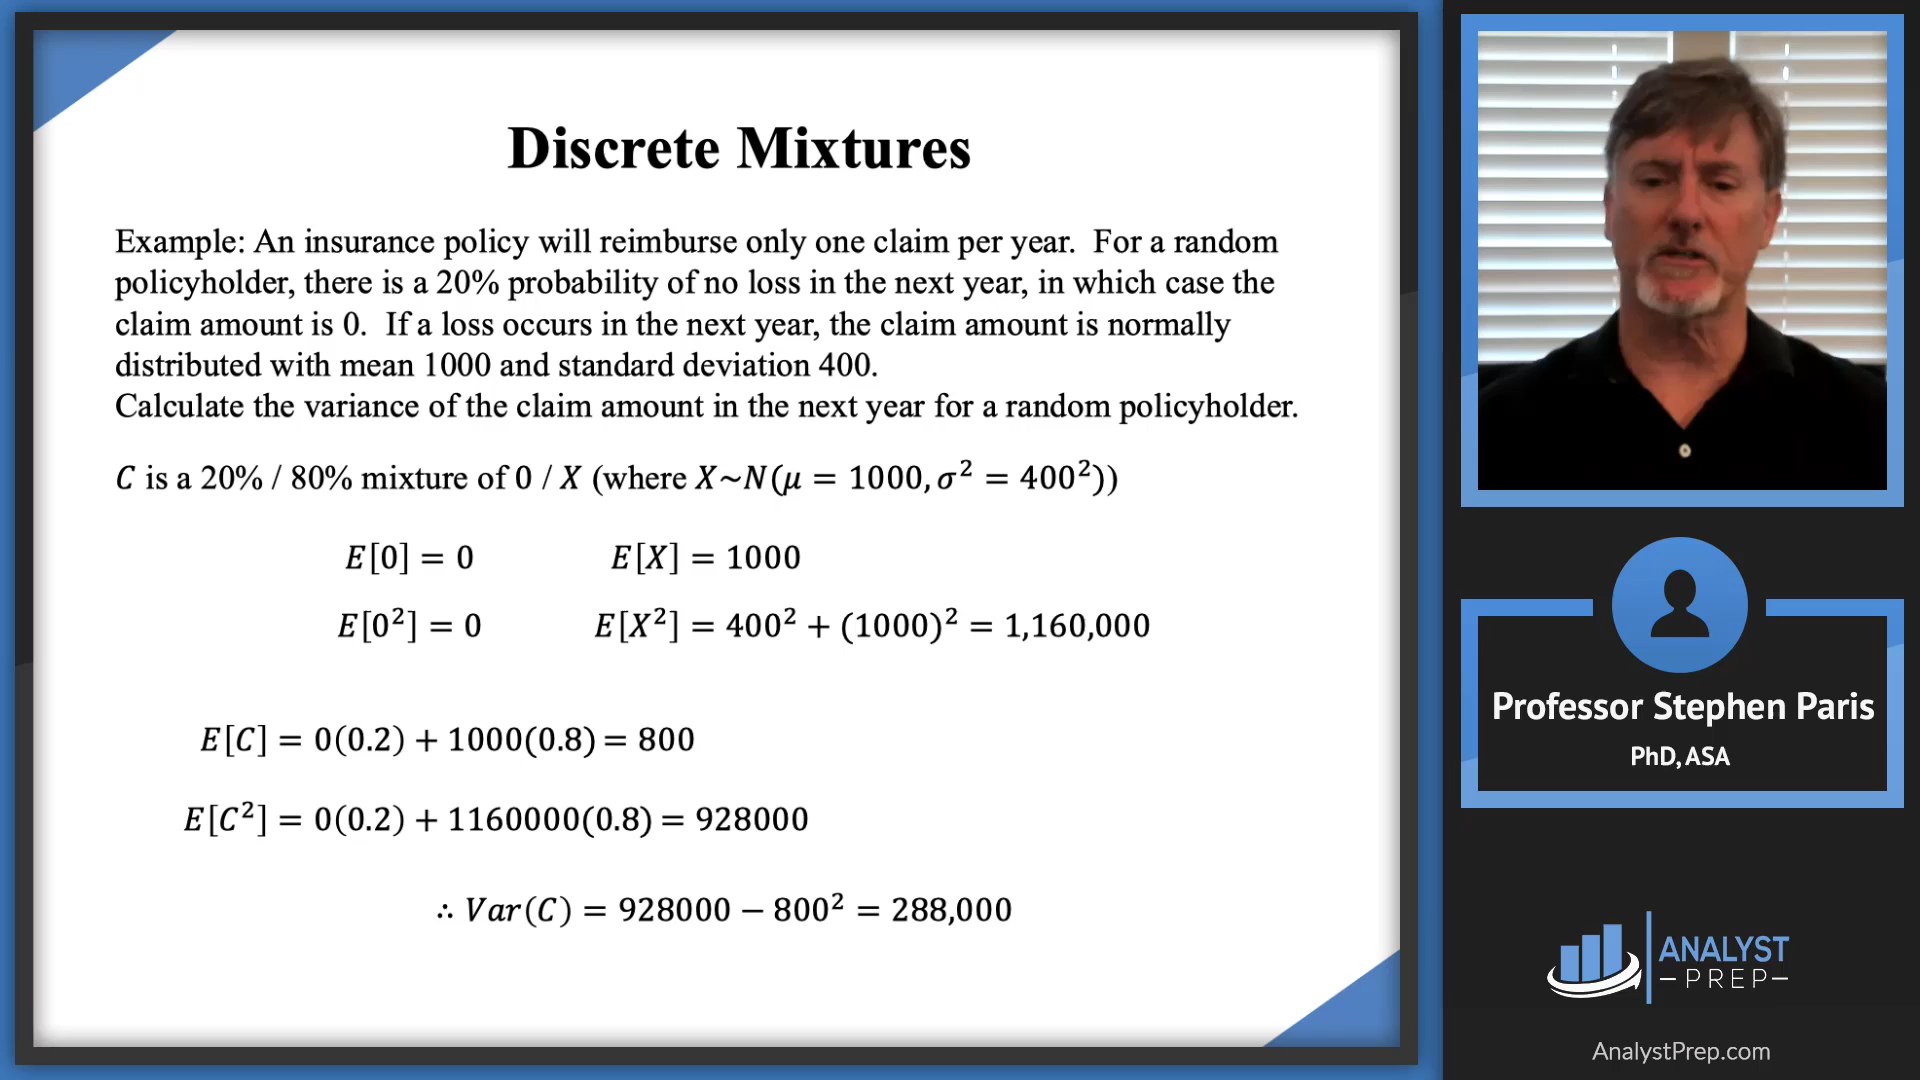 Discrete Mixtures
Example: An insurance policy will reimburse only one claim per year. For a random
policyholder, there is a 20% probability of no loss in the next year, in which case the
claim amount is 0. If a loss occurs in the next year, the claim amount is normally
distributed with mean 1000 and standard deviation 400.
Calculate the variance of the claim amount in the next year for a random policyholder.
C is a 20% / 80% mixture of 0 / X (where X~N(μ = 1000, σ² = 400²))
E[0] = 0 E[X] = 1000
E[0²] = 0 E[X²] = 400² + (1000)² = 1,160,000
E[C] = 0(0.2) + 1000(0.8) = 800
E[C²] = 0(0.2) + 1160000(0.8) = 928000
∴ Var(C) = 928000 − 800² = 288,000
Professor Stephen Paris
PhD, ASA
ANALYST
PREP
AnalystPrep.com